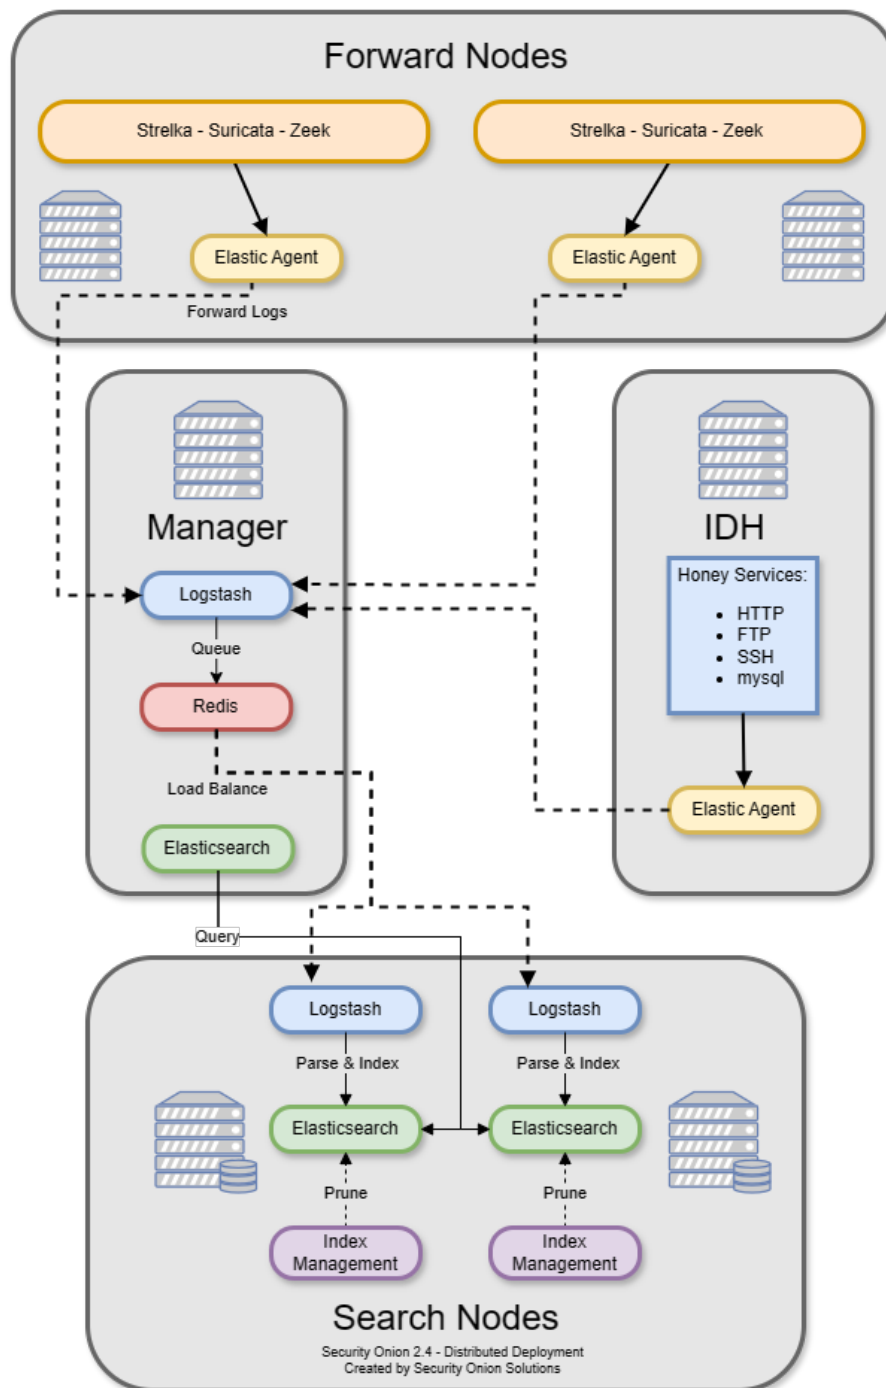 Forward Nodes
Strelka - Suricata - Zeek
Strelka - Suricata - Zeek
Elastic Agent
Elastic Agent
Forward Logs
Manager
Logstash
Queue
Redis
Load Balance
Elasticsearch
IDH
Honey Services:
• HTTP
• FTP
• SSH
• mysql
Elastic Agent
Query
Logstash
Logstash
Parse & Index
Parse & Index
Elasticsearch
Elasticsearch
Prune
Prune
Index
Management
Index
Management
Search Nodes
Security Onion 2.4 - Distributed Deployment
Created by Security Onion Solutions